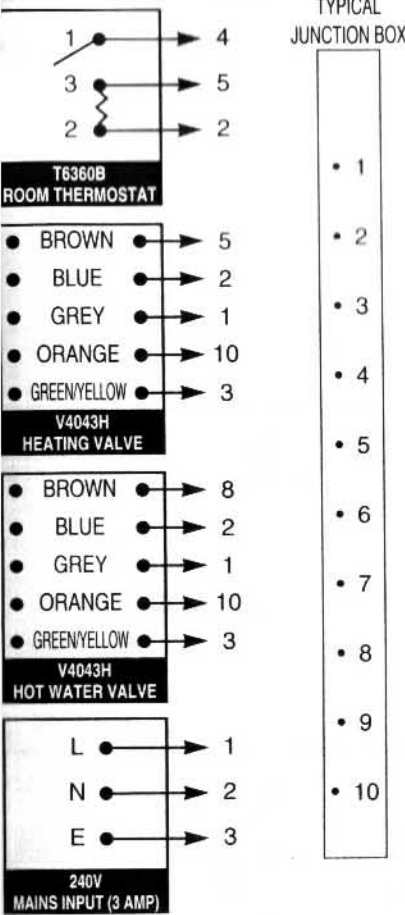 1 4
3 5
2 2
T6360B
ROOM THERMOSTAT
BROWN 5
BLUE 2
GREY 1
ORANGE 10
GREEN/YELLOW 3
V4043H
HEATING VALVE
BROWN 8
BLUE 2
GREY 1
ORANGE 10
GREEN/YELLOW 3
V4043H
HOT WATER VALVE
L 1
N 2
E 3
240V
MAINS INPUT (3 AMP)
TYPICAL
JUNCTION BOX
1
2
3
4
5
6
7
8
9
10